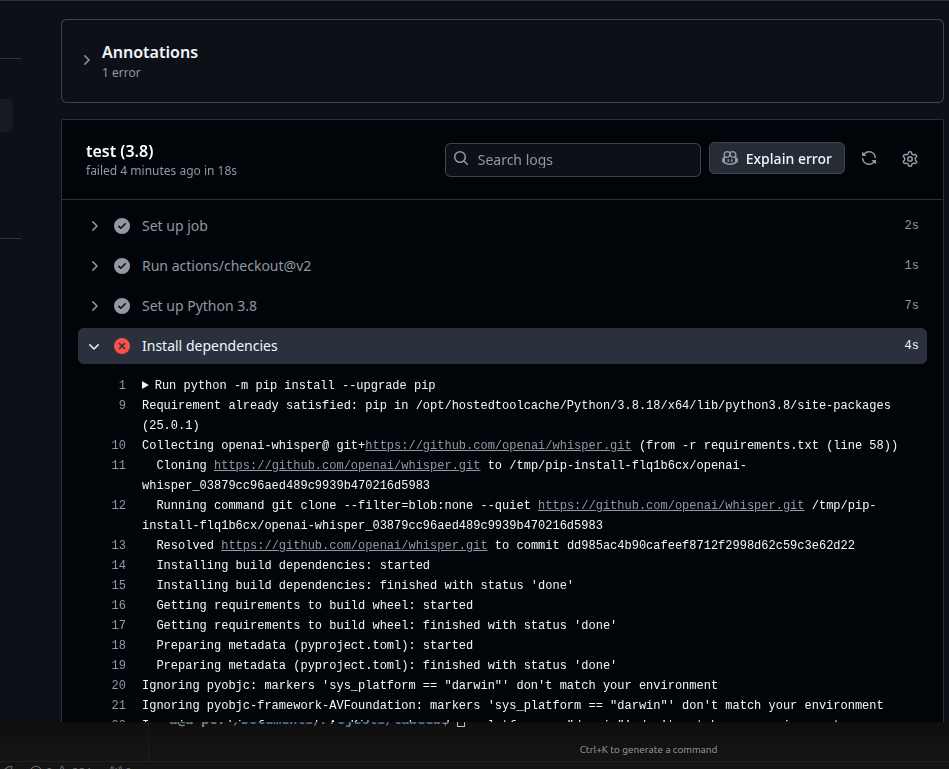 Annotations
1 error
test (3.8)
failed 4 minutes ago in 18s
Search logs
Explain error
Set up job 2s
Run actions/checkout@v2 1s
Set up Python 3.8 7s
Install dependencies 4s
1 Run python -m pip install --upgrade pip
9 Requirement already satisfied: pip in /opt/hostedtoolcache/Python/3.8.18/x64/lib/python3.8/site-packages
(25.0.1)
10 Collecting openai-whisper@ git+https://github.com/openai/whisper.git (from -r requirements.txt (line 58))
11 Cloning https://github.com/openai/whisper.git to /tmp/pip-install-flq1b6cx/openai-
whisper_03879cc96aed489c9939b470216d5983
12 Running command git clone --filter=blob:none --quiet https://github.com/openai/whisper.git /tmp/pip-
install-flq1b6cx/openai-whisper_03879cc96aed489c9939b470216d5983
13 Resolved https://github.com/openai/whisper.git to commit dd985ac4b90cafeef8712f2998d62c59c3e62d22
14 Installing build dependencies: started
15 Installing build dependencies: finished with status 'done'
16 Getting requirements to build wheel: started
17 Getting requirements to build wheel: finished with status 'done'
18 Preparing metadata (pyproject.toml): started
19 Preparing metadata (pyproject.toml): finished with status 'done'
20 Ignoring pyobjc: markers 'sys_platform == "darwin"' don't match your environment
21 Ignoring pyobjc-framework-AVFoundation: markers 'sys_platform == "darwin"' don't match your environment
Ctrl+K to generate a command